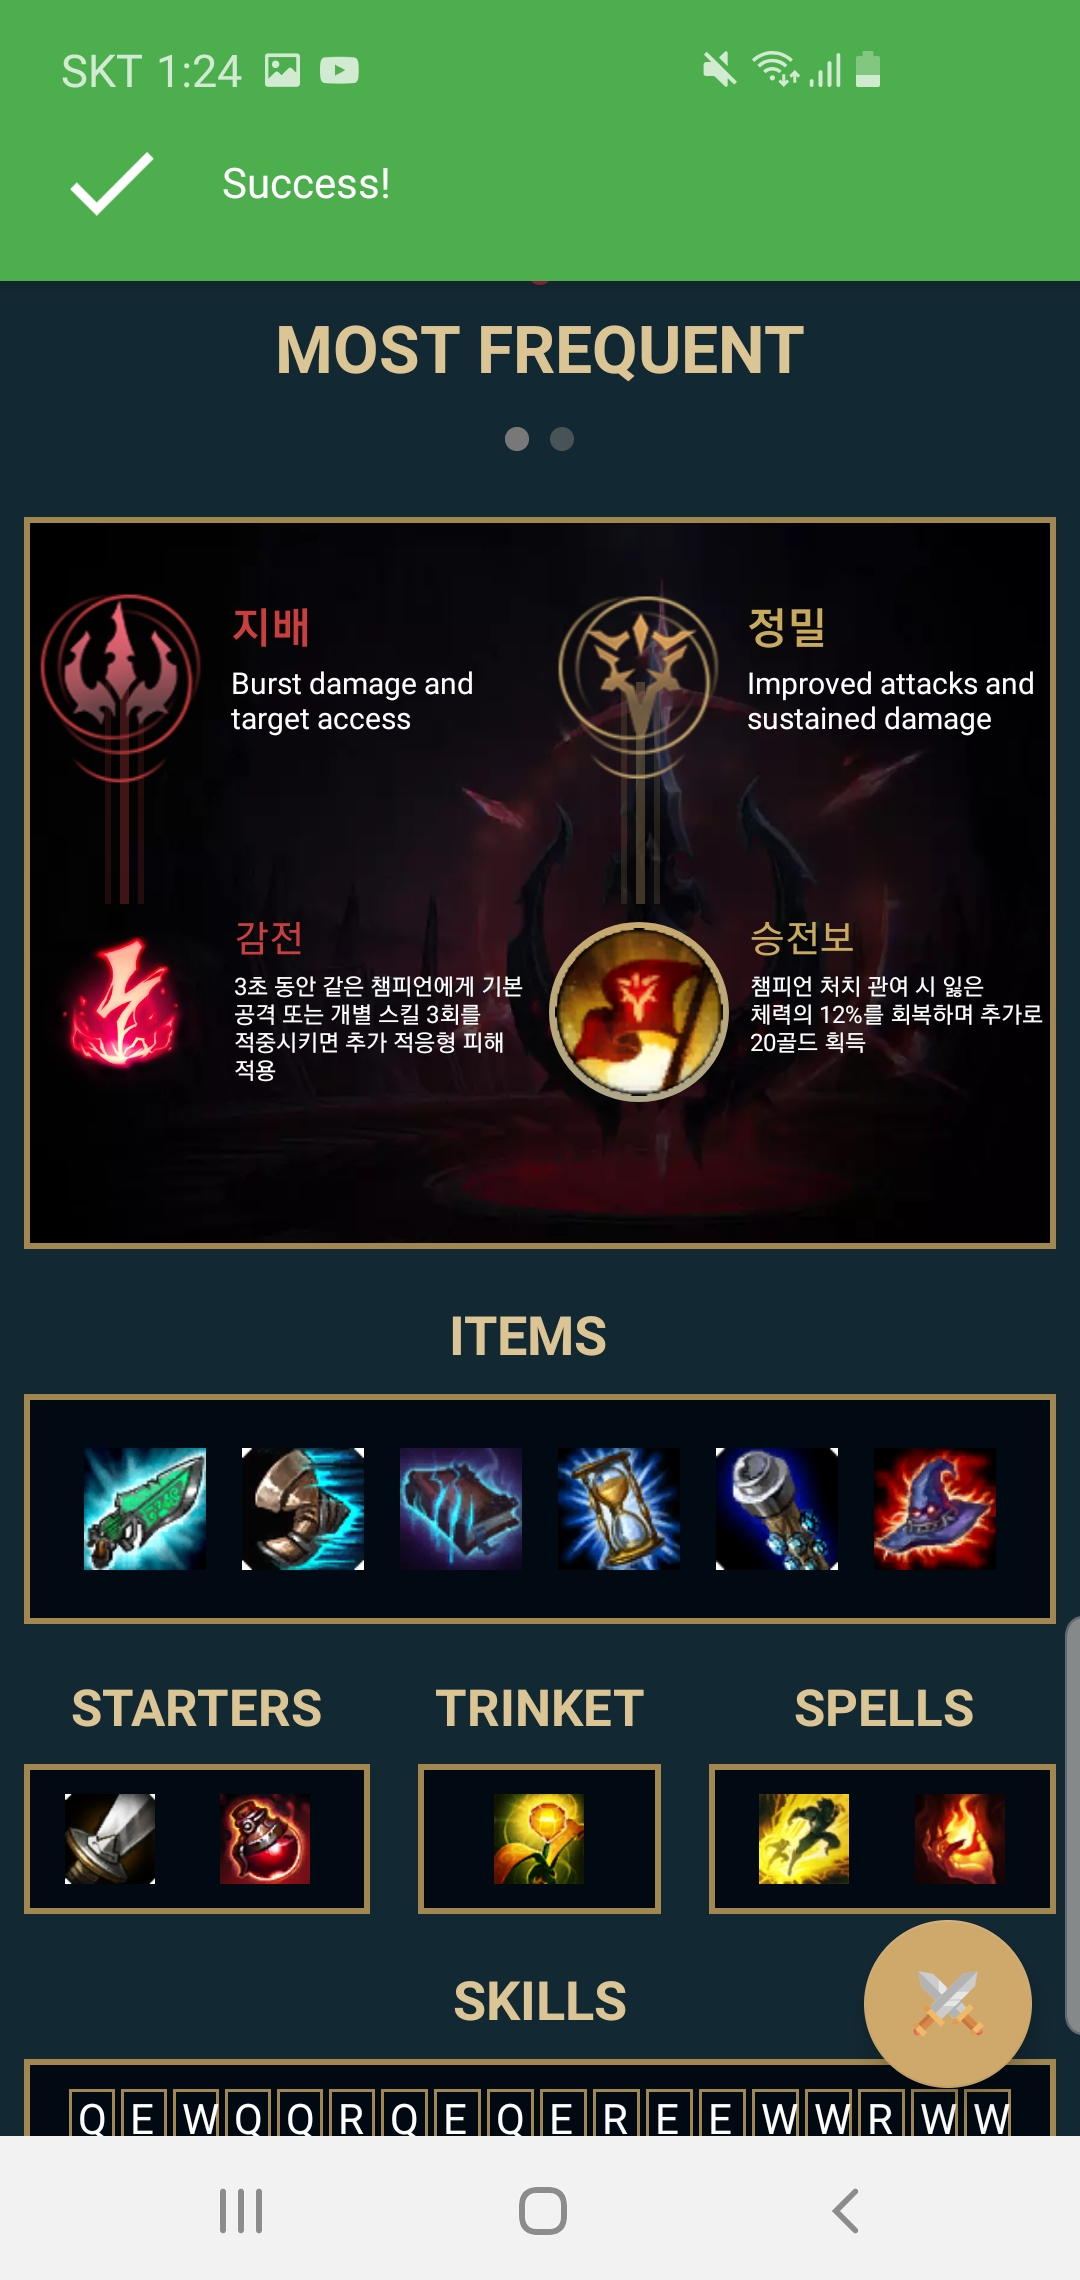 SKT 1:24
Success!
MOST FREQUENT
지배
Burst damage and
target access
정밀
Improved attacks and
sustained damage
감전
3초 동안 같은 챔피언에게 기본
공격 또는 개별 스킬 3회를
적중시키면 추가 적응형 피해
적용
승전보
챔피언 처치 관여 시 잃은
체력의 12%를 회복하며 추가로
20골드 획득
ITEMS
STARTERS
TRINKET
SPELLS
SKILLS
Q E W Q Q R Q E Q E R E E W W R W W